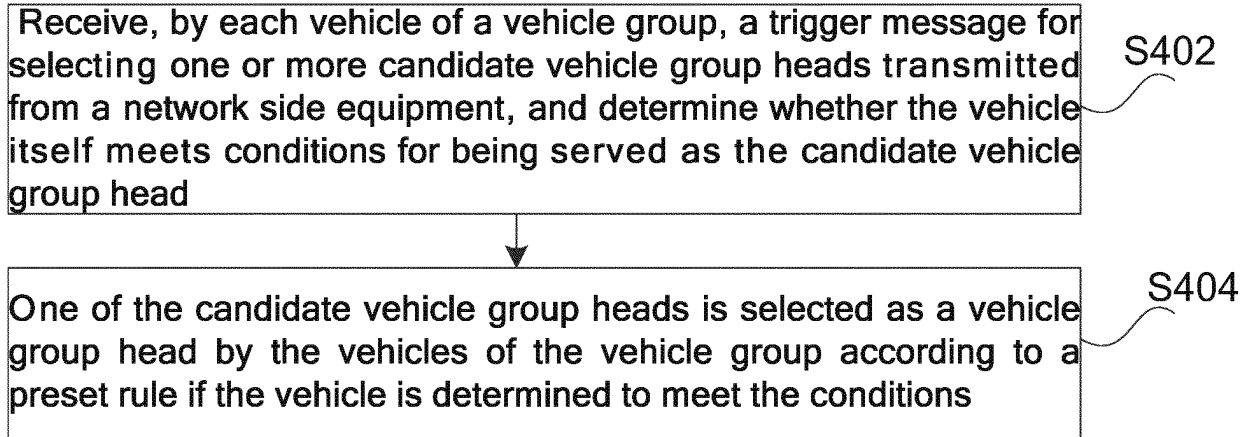 Receive, by each vehicle of a vehicle group, a trigger message for
selecting one or more candidate vehicle group heads transmitted
from a network side equipment, and determine whether the vehicle
itself meets conditions for being served as the candidate vehicle
group head
S402
One of the candidate vehicle group heads is selected as a vehicle
group head by the vehicles of the vehicle group according to a
preset rule if the vehicle is determined to meet the conditions
S404